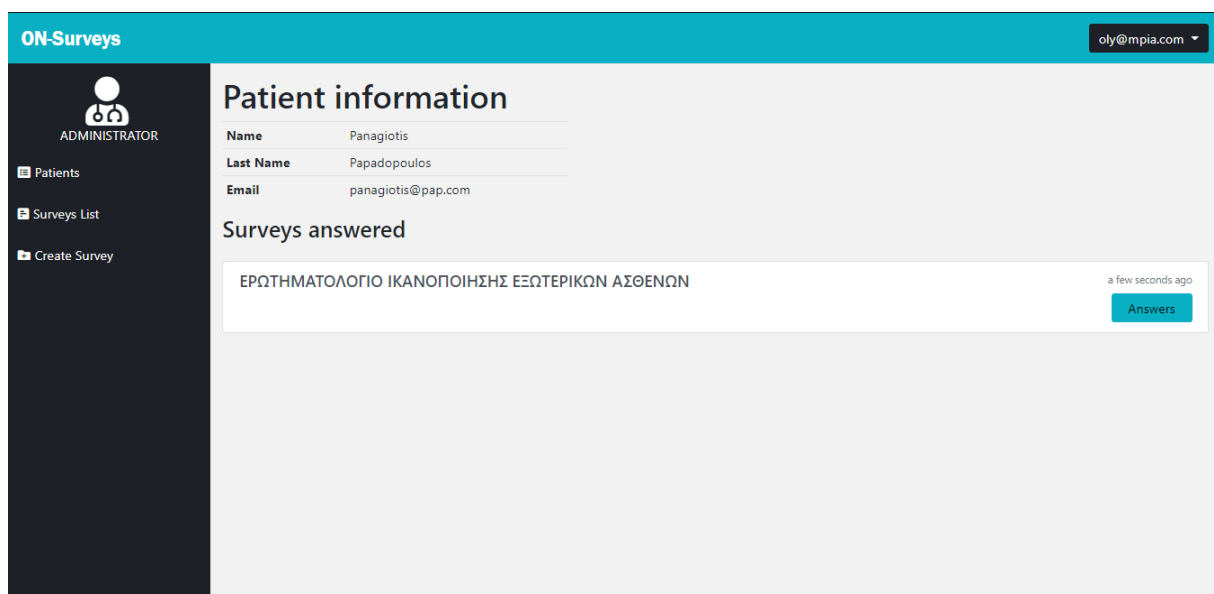 ON-Surveys
oly@mpia.com
ADMINISTRATOR
Patients
Surveys List
Create Survey
Patient information
Name Panagiotis
Last Name Papadopoulos
Email panagiotis@pap.com
Surveys answered
ΕΡΩΤΗΜΑΤΟΛΟΓΙΟ ΙΚΑΝΟΠΟΙΗΣΗΣ ΕΞΩΤΕΡΙΚΩΝ ΑΣΘΕΝΩΝ
a few seconds ago
Answers